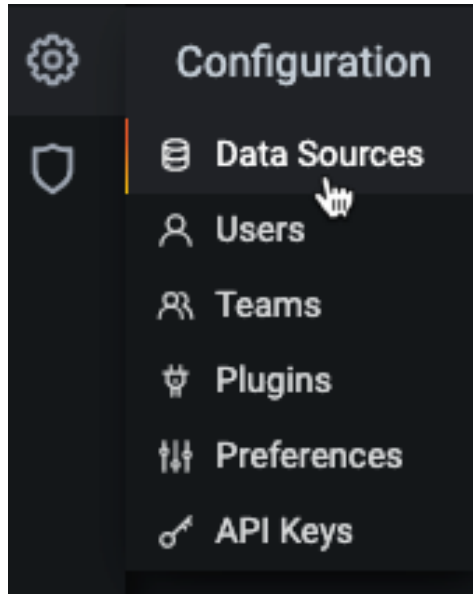 Configuration
Data Sources
Users
Teams
Plugins
Preferences
API Keys